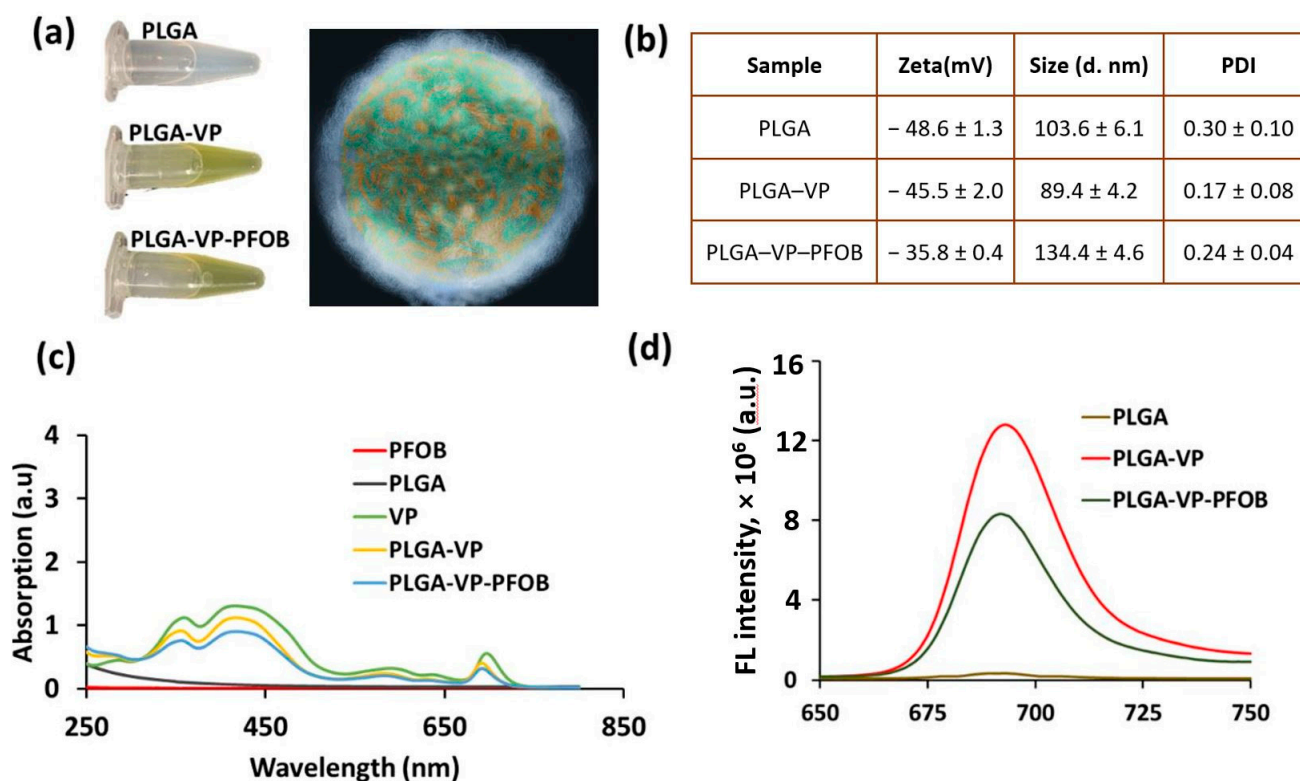 (a)
PLGA
PLGA-VP
PLGA-VP-PFOB
(b)
Sample Zeta(mV) Size (d. nm) PDI
PLGA − 48.6 ± 1.3 103.6 ± 6.1 0.30 ± 0.10
PLGA–VP − 45.5 ± 2.0 89.4 ± 4.2 0.17 ± 0.08
PLGA–VP–PFOB − 35.8 ± 0.4 134.4 ± 4.6 0.24 ± 0.04
(c)
Absorption (a.u)
4
3
2
1
0
250 450 650 850
Wavelength (nm)
PFOB
PLGA
VP
PLGA-VP
PLGA-VP-PFOB
(d)
FL intensity, × 10⁶ (a.u.)
16
12
8
4
0
650 675 700 725 750
PLGA
PLGA-VP
PLGA-VP-PFOB